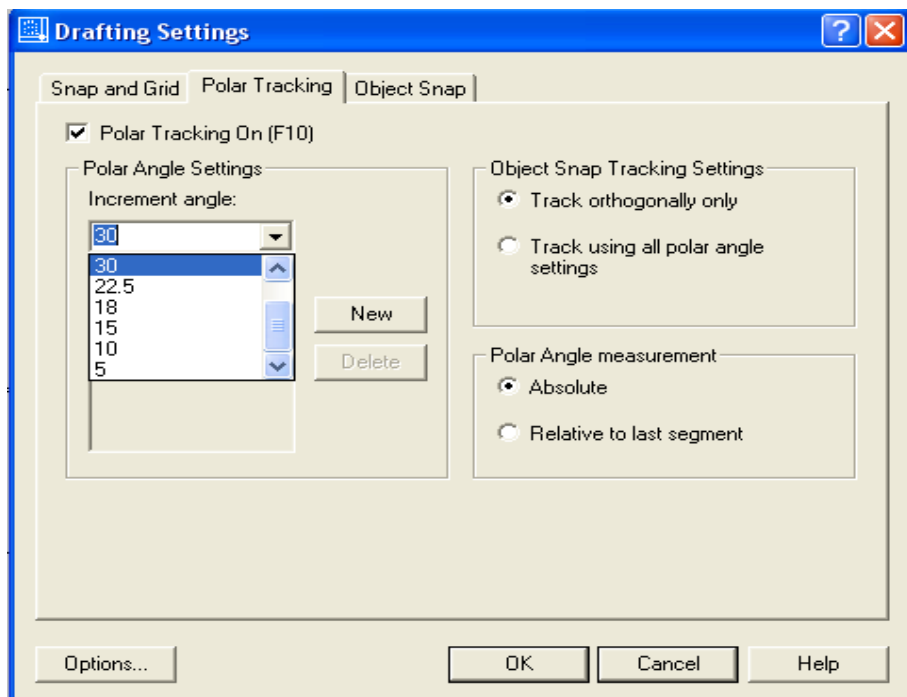 Drafting Settings
?
Snap and Grid
Polar Tracking
Object Snap
Polar Tracking On (F10)
Polar Angle Settings
Increment angle:
30
30
22.5
18
15
10
5
New
Delete
Object Snap Tracking Settings
Track orthogonally only
Track using all polar angle
settings
Polar Angle measurement
Absolute
Relative to last segment
Options...
OK
Cancel
Help